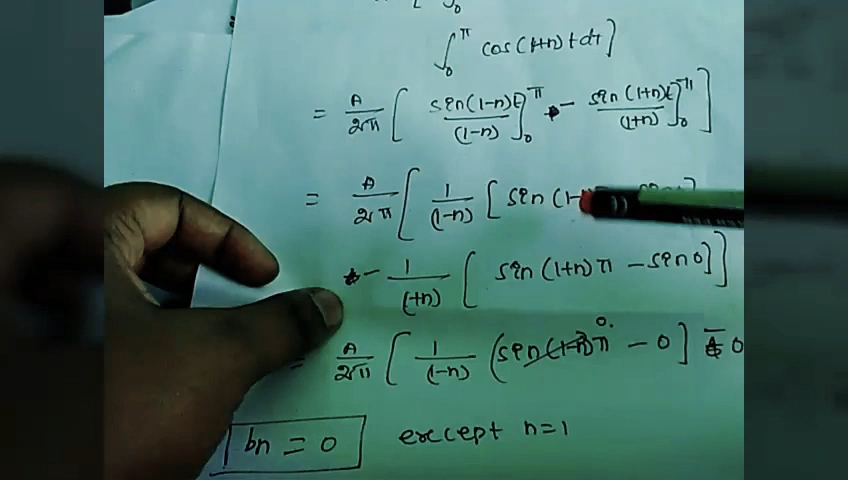 ∫₀^π cos(1+n)t dt]
= A/2π [ sin(1-n)t/(1-n) ]₀^π - sin(1+n)t/(1+n) ]₀^π ]
= A/2π [ 1/(1-n) [ sin (1-
- 1/(1+n) [ sin (1+n)π - sin 0]]
= A/2π [ 1/(1-n) (sin(1-n)π 0. - 0 ] = 0
bn = 0 except n=1